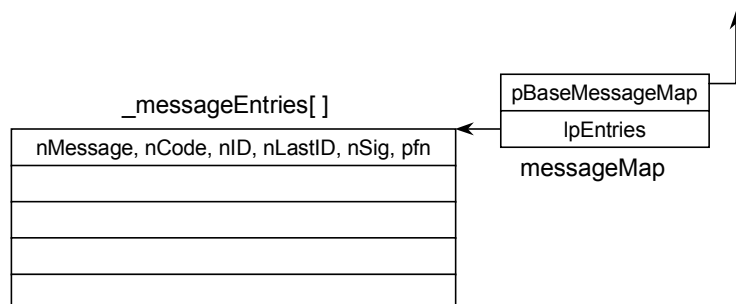 _messageEntries[ ]
nMessage, nCode, nID, nLastID, nSig, pfn
pBaseMessageMap
lpEntries
messageMap